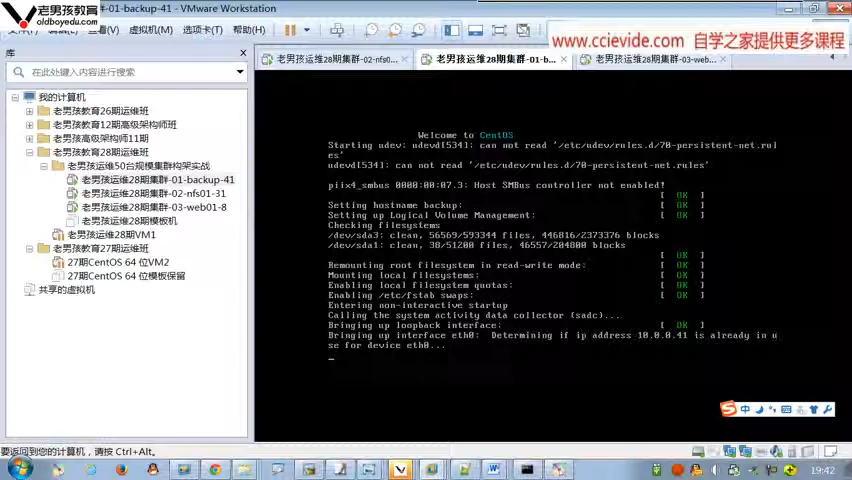 老男孩教育
oldboyedu.com
-01-backup-41 - VMware Workstation
虚拟机(M) 选项卡(T) 帮助(H)
www.ccievide.com 自学之家提供更多课程
库
在此处键入内容进行搜索
老男孩运维28期集群-02-nfs0...
老男孩运维28期集群-01-b...
老男孩运维28期集群-03-web...
我的计算机
老男孩教育26期运维班
老男孩教育12期高级架构师班
老男孩高级架构师11期
老男孩教育28期运维班
老男孩运维50台规模集群构架实战
老男孩运维28期集群-01-backup-41
老男孩运维28期集群-02-nfs01-31
老男孩运维28期集群-03-web01-8
老男孩运维28期模板机
老男孩运维28期VM1
老男孩教育27期运维班
27期CentOS 64 位VM2
27期CentOS 64 位模板保留
共享的虚拟机
Welcome to CentOS
Starting udev: udevd[534]: can not read '/etc/udev/rules.d/70-persistent-net.rul
es'
udevd[534]: can not read '/etc/udev/rules.d/70-persistent-net.rules'
piix4_smbus 0000:00:07.3: Host SMBus controller not enabled!
[ OK ]
Setting hostname backup: [ OK ]
Setting up Logical Volume Management: [ OK ]
Checking filesystems
/dev/sda3: clean, 56569/593344 files, 446816/2373376 blocks
/dev/sda1: clean, 38/51200 files, 46557/204800 blocks
[ OK ]
Remounting root filesystem in read-write mode: [ OK ]
Mounting local filesystems: [ OK ]
Enabling local filesystem quotas: [ OK ]
Enabling /etc/fstab swaps: [ OK ]
Entering non-interactive startup
Calling the system activity data collector (sadc)...
Bringing up loopback interface: [ OK ]
Bringing up interface eth0: Determining if ip address 10.0.0.41 is already in u
se for device eth0...
中
要返回到您的计算机，请按 Ctrl+Alt。
19:42